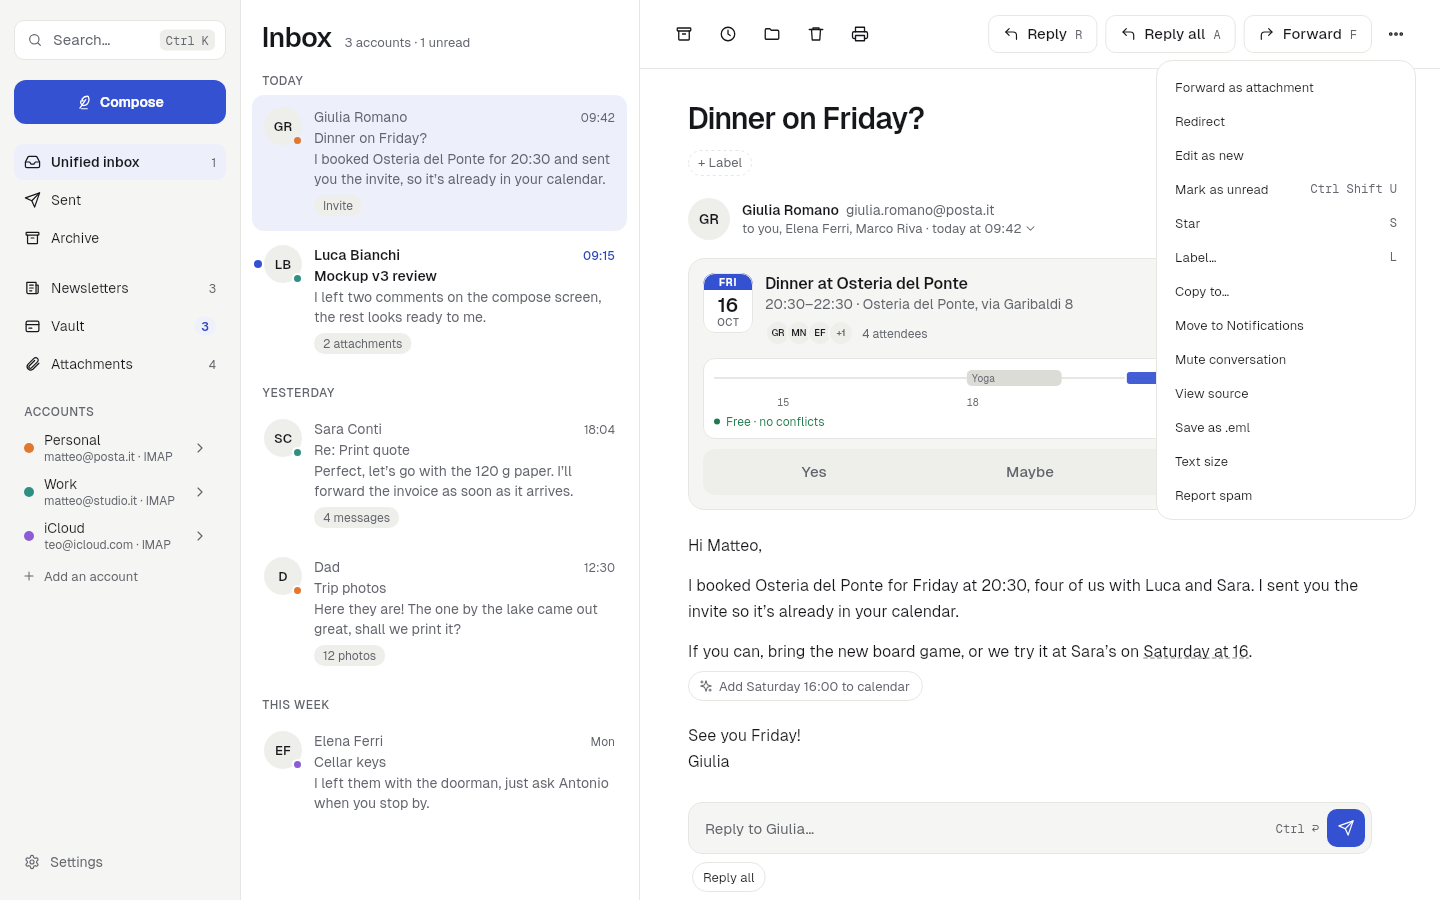 Search…
Ctrl K
Compose
Unified inbox
1
Sent
Archive
Newsletters
3
Vault
3
Attachments
4
ACCOUNTS
Personal
matteo@posta.it · IMAP
Work
matteo@studio.it · IMAP
iCloud
teo@icloud.com · IMAP
Add an account
Settings
Inbox
3 accounts · 1 unread
TODAY
GR
Giulia Romano
09:42
Dinner on Friday?
I booked Osteria del Ponte for 20:30 and sent
you the invite, so it’s already in your calendar.
Invite
LB
Luca Bianchi
09:15
Mockup v3 review
I left two comments on the compose screen,
the rest looks ready to me.
2 attachments
YESTERDAY
SC
Sara Conti
18:04
Re: Print quote
Perfect, let’s go with the 120 g paper. I’ll
forward the invoice as soon as it arrives.
4 messages
D
Dad
12:30
Trip photos
Here they are! The one by the lake came out
great, shall we print it?
12 photos
THIS WEEK
EF
Elena Ferri
Mon
Cellar keys
I left them with the doorman, just ask Antonio
when you stop by.
Reply R
Reply all A
Forward F
Dinner on Friday?
+ Label
GR
Giulia Romano giulia.romano@posta.it
to you, Elena Ferri, Marco Riva · today at 09:42
FRI
16
OCT
Dinner at Osteria del Ponte
20:30–22:30 · Osteria del Ponte, via Garibaldi 8
GR MN EF +1 4 attendees
Yoga
15
18
Free · no conflicts
Yes
Maybe
Forward as attachment
Redirect
Edit as new
Mark as unread Ctrl Shift U
Star S
Label… L
Copy to…
Move to Notifications
Mute conversation
View source
Save as .eml
Text size
Report spam
Hi Matteo,
I booked Osteria del Ponte for Friday at 20:30, four of us with Luca and Sara. I sent you the
invite so it’s already in your calendar.
If you can, bring the new board game, or we try it at Sara’s on Saturday at 16.
Add Saturday 16:00 to calendar
See you Friday!
Giulia
Reply to Giulia…
Ctrl
Reply all